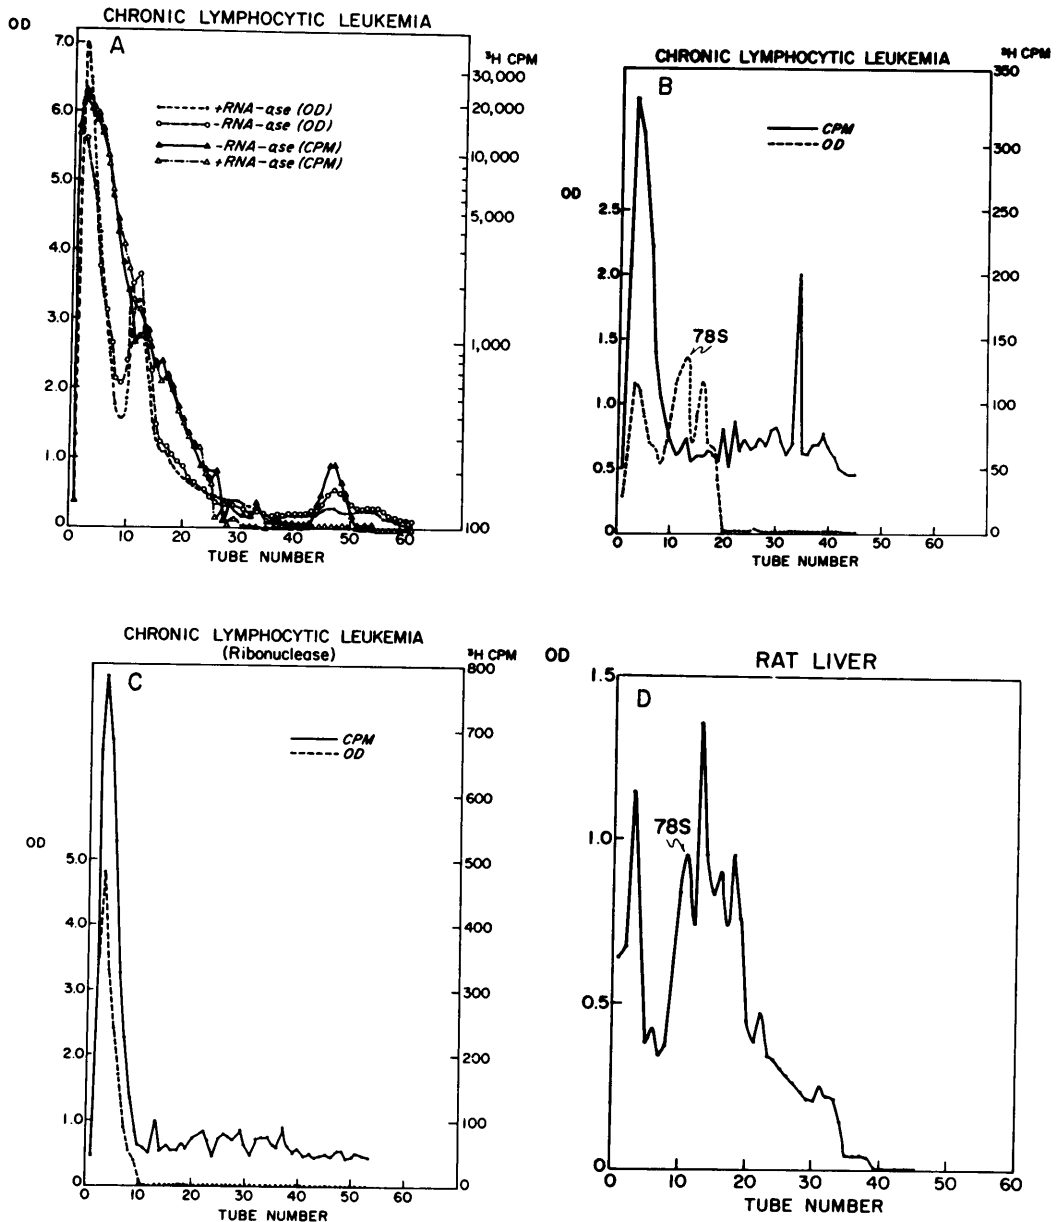 CHRONIC LYMPHOCYTIC LEUKEMIA
OD
A
³H CPM
7.0
6.0
5.0
4.0
3.0
2.0
1.0
0
30,000
20,000
10,000
5,000
1,000
100
+RNA-ase (OD)
-RNA-ase (OD)
-RNA-ase (CPM)
+RNA-ase (CPM)
0 10 20 30 40 50 60
TUBE NUMBER
CHRONIC LYMPHOCYTIC LEUKEMIA
³H CPM
B
CPM
OD
OD
2.5
2.0
1.5
1.0
0.5
0
350
300
250
200
150
100
50
0
78S
0 10 20 30 40 50 60
TUBE NUMBER
CHRONIC LYMPHOCYTIC LEUKEMIA
(Ribonuclease)
³H CPM
C
CPM
OD
OD
5.0
4.0
3.0
2.0
1.0
0
800
700
600
500
400
300
200
100
0
0 10 20 30 40 50 60
TUBE NUMBER
OD
RAT LIVER
D
1.5
1.0
0.5
0
78S
0 10 20 30 40 50 60
TUBE NUMBER